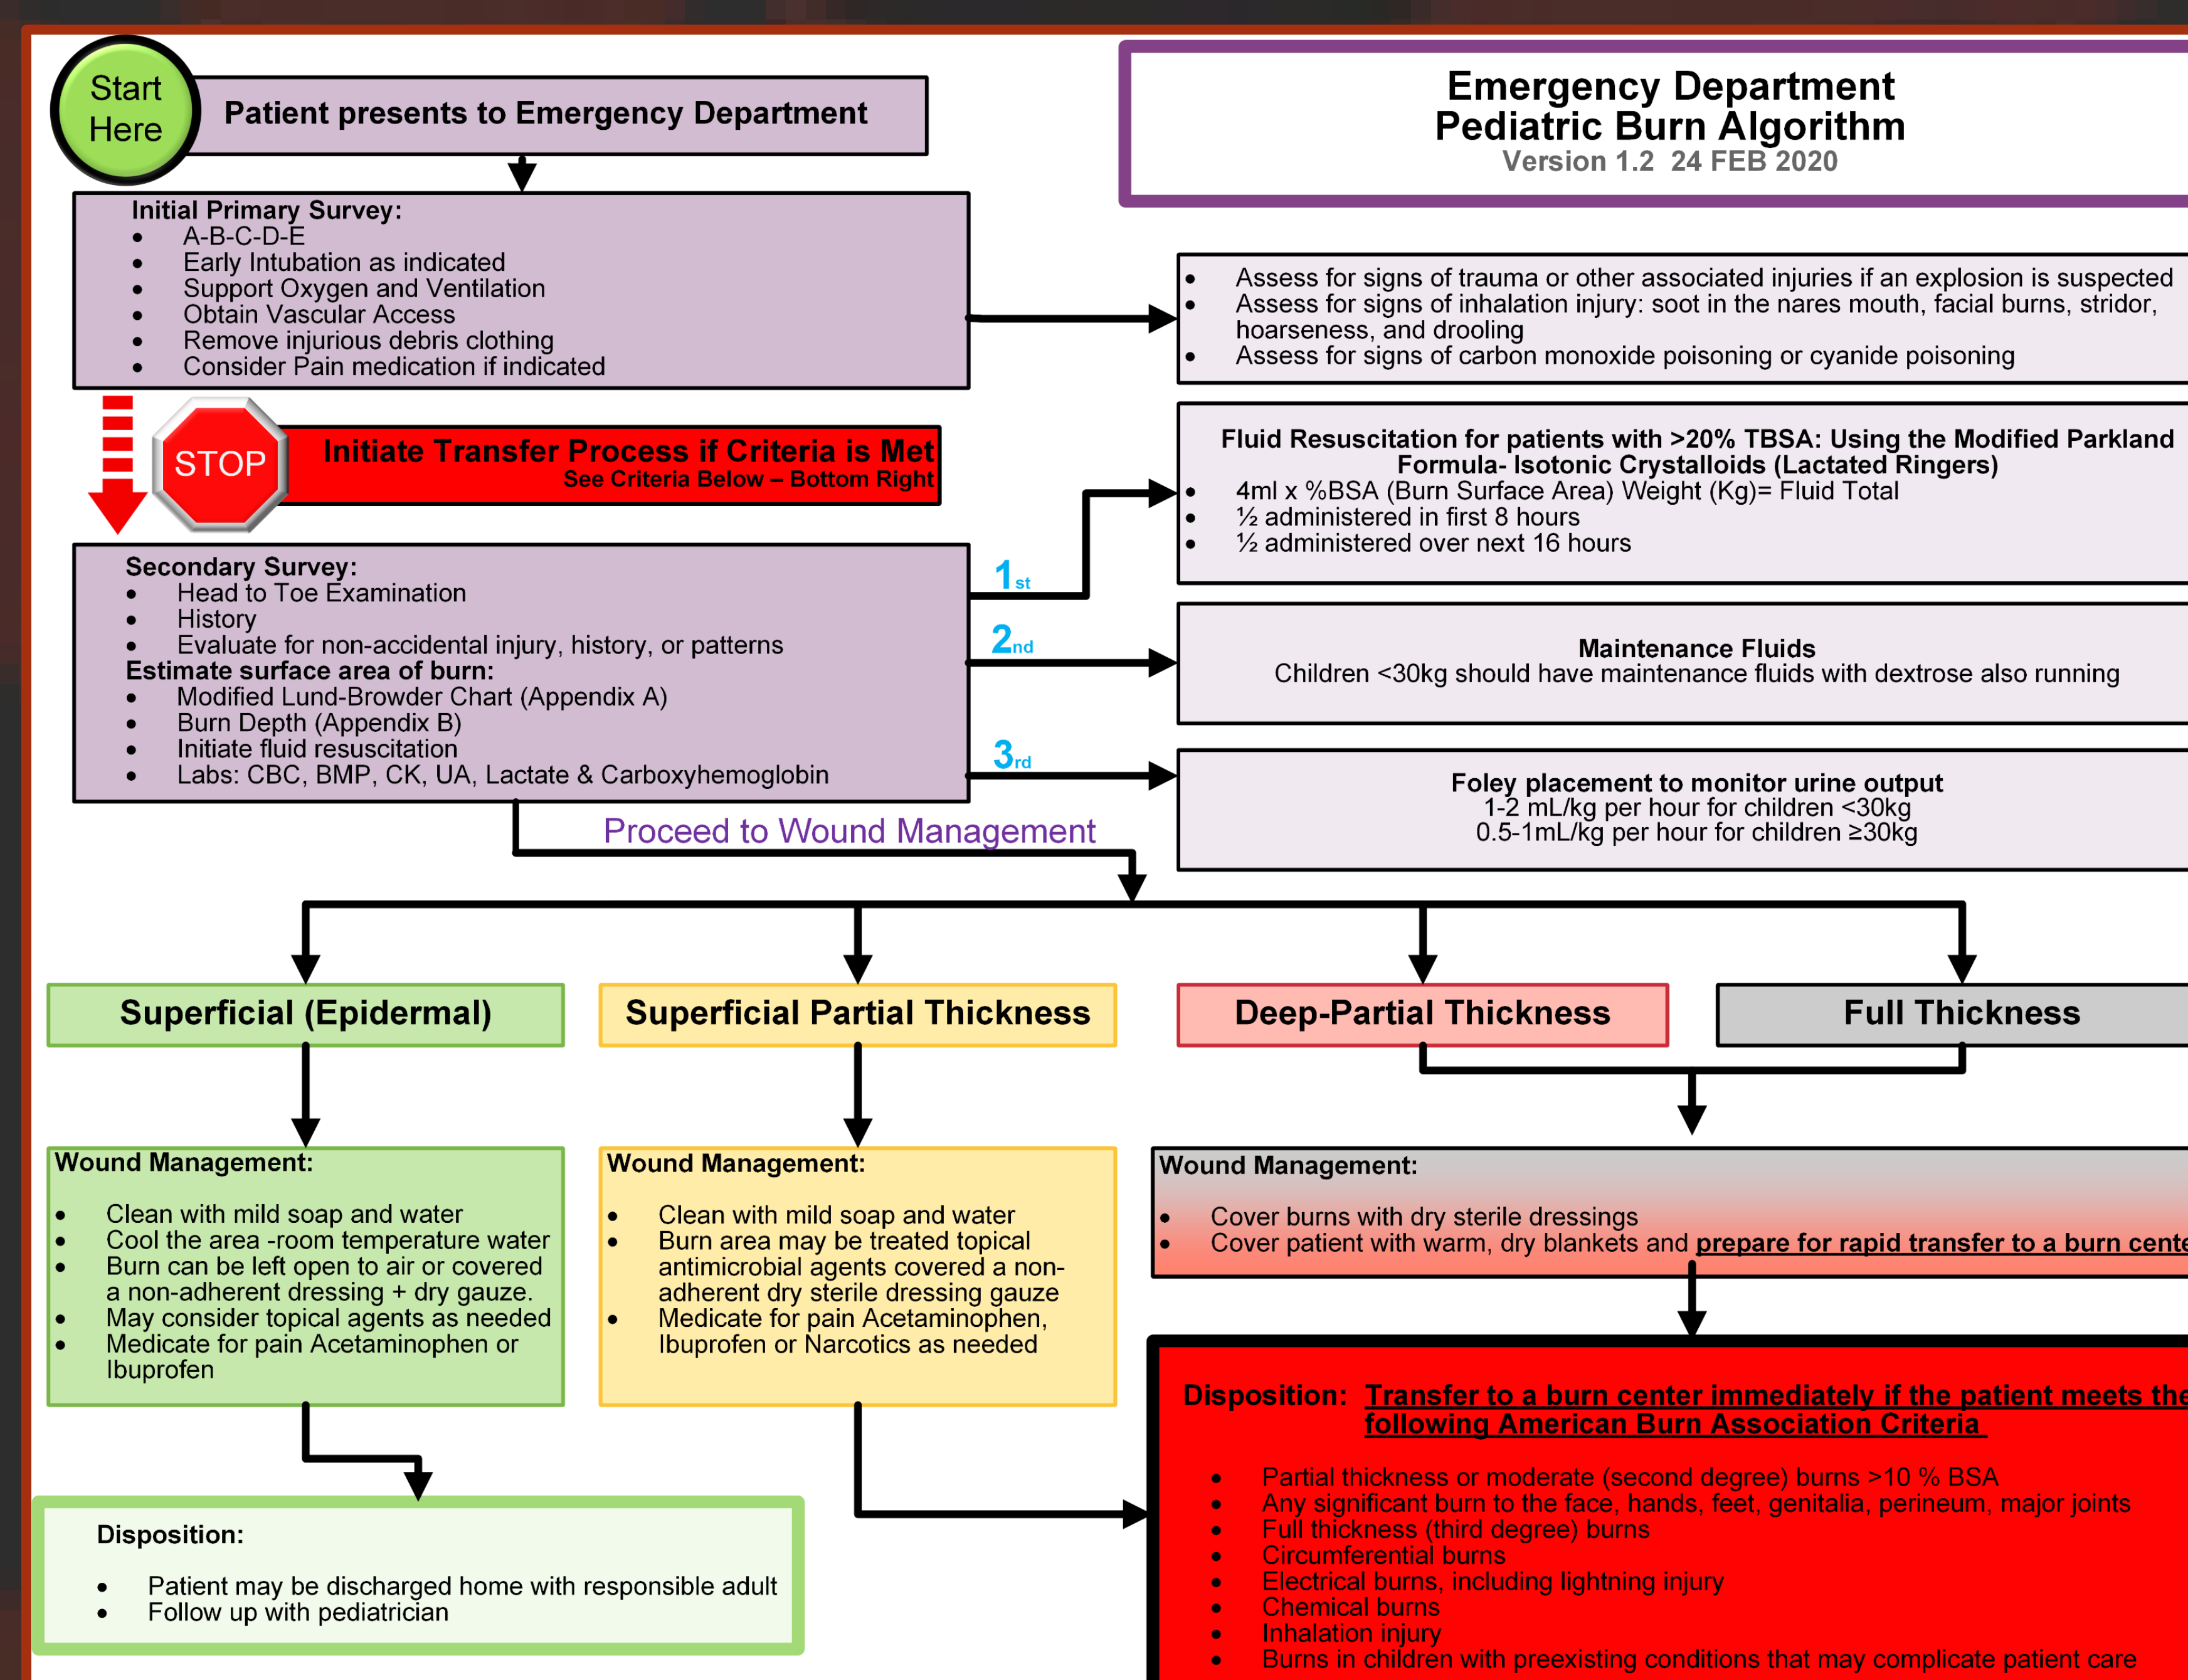 Start
Here
Patient presents to Emergency Department
Emergency Department
Pediatric Burn Algorithm
Version 1.2 24 FEB 2020
Initial Primary Survey:
• A-B-C-D-E
• Early Intubation as indicated
• Support Oxygen and Ventilation
• Obtain Vascular Access
• Remove injurious debris clothing
• Consider Pain medication if indicated
• Assess for signs of trauma or other associated injuries if an explosion is suspected
• Assess for signs of inhalation injury: soot in the nares mouth, facial burns, stridor,
hoarseness, and drooling
• Assess for signs of carbon monoxide poisoning or cyanide poisoning
STOP
Initiate Transfer Process if Criteria is Met
See Criteria Below – Bottom Right
Fluid Resuscitation for patients with >20% TBSA: Using the Modified Parkland
Formula- Isotonic Crystalloids (Lactated Ringers)
• 4ml x %BSA (Burn Surface Area) Weight (Kg)= Fluid Total
• ½ administered in first 8 hours
• ½ administered over next 16 hours
Secondary Survey:
• Head to Toe Examination
• History
• Evaluate for non-accidental injury, history, or patterns
Estimate surface area of burn:
• Modified Lund-Browder Chart (Appendix A)
• Burn Depth (Appendix B)
• Initiate fluid resuscitation
• Labs: CBC, BMP, CK, UA, Lactate & Carboxyhemoglobin
1st
2nd
3rd
Maintenance Fluids
Children <30kg should have maintenance fluids with dextrose also running
Foley placement to monitor urine output
1-2 mL/kg per hour for children <30kg
0.5-1mL/kg per hour for children ≥30kg
Proceed to Wound Management
Superficial (Epidermal)
Superficial Partial Thickness
Deep-Partial Thickness
Full Thickness
Wound Management:
• Clean with mild soap and water
• Cool the area -room temperature water
• Burn can be left open to air or covered
a non-adherent dressing + dry gauze.
• May consider topical agents as needed
• Medicate for pain Acetaminophen or
Ibuprofen
Wound Management:
• Clean with mild soap and water
• Burn area may be treated topical
antimicrobial agents covered a non-
adherent dry sterile dressing gauze
• Medicate for pain Acetaminophen,
Ibuprofen or Narcotics as needed
Wound Management:
• Cover burns with dry sterile dressings
• Cover patient with warm, dry blankets and prepare for rapid transfer to a burn cente
Disposition:
• Patient may be discharged home with responsible adult
• Follow up with pediatrician
Disposition: Transfer to a burn center immediately if the patient meets the
following American Burn Association Criteria
• Partial thickness or moderate (second degree) burns >10 % BSA
• Any significant burn to the face, hands, feet, genitalia, perineum, major joints
• Full thickness (third degree) burns
• Circumferential burns
• Electrical burns, including lightning injury
• Chemical burns
• Inhalation injury
• Burns in children with preexisting conditions that may complicate patient care